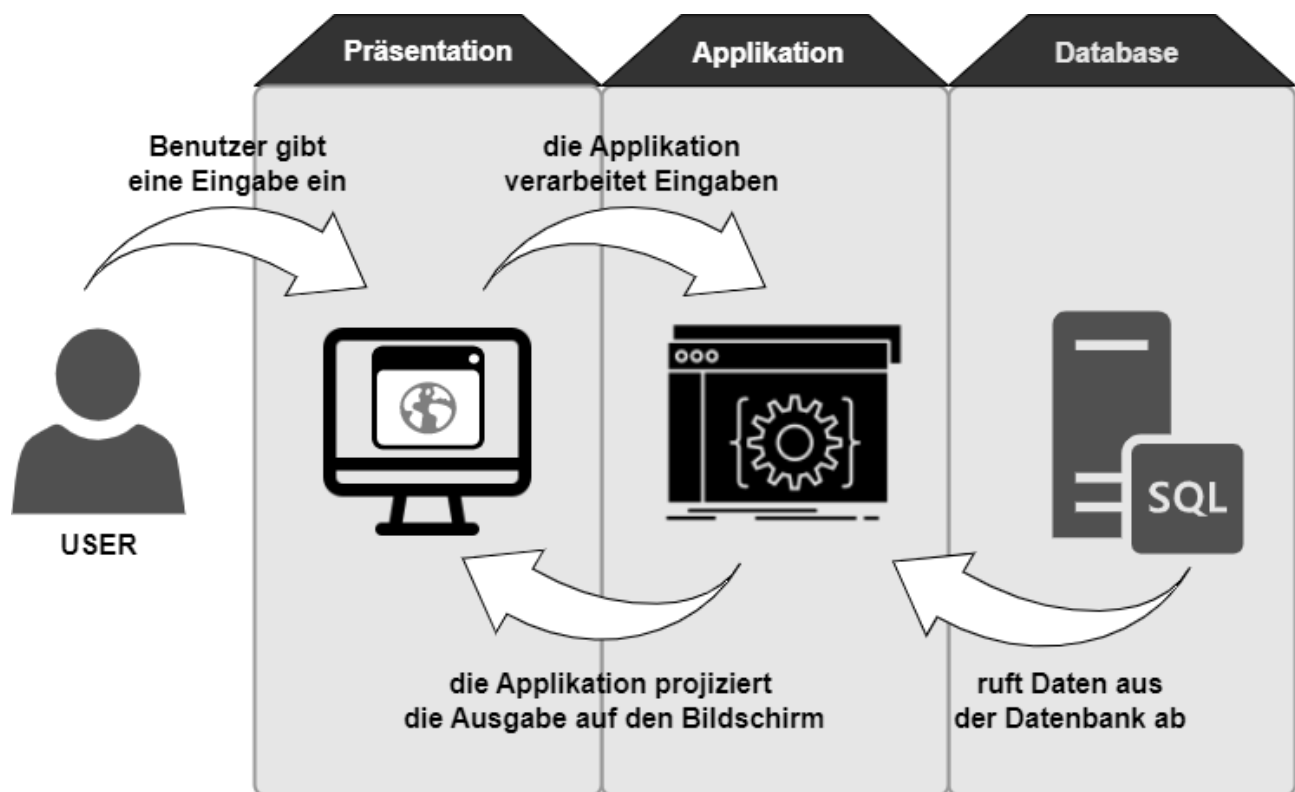 Präsentation
Applikation
Database
Benutzer gibt
eine Eingabe ein
die Applikation
verarbeitet Eingaben
USER
SQL
die Applikation projiziert
die Ausgabe auf den Bildschirm
ruft Daten aus
der Datenbank ab